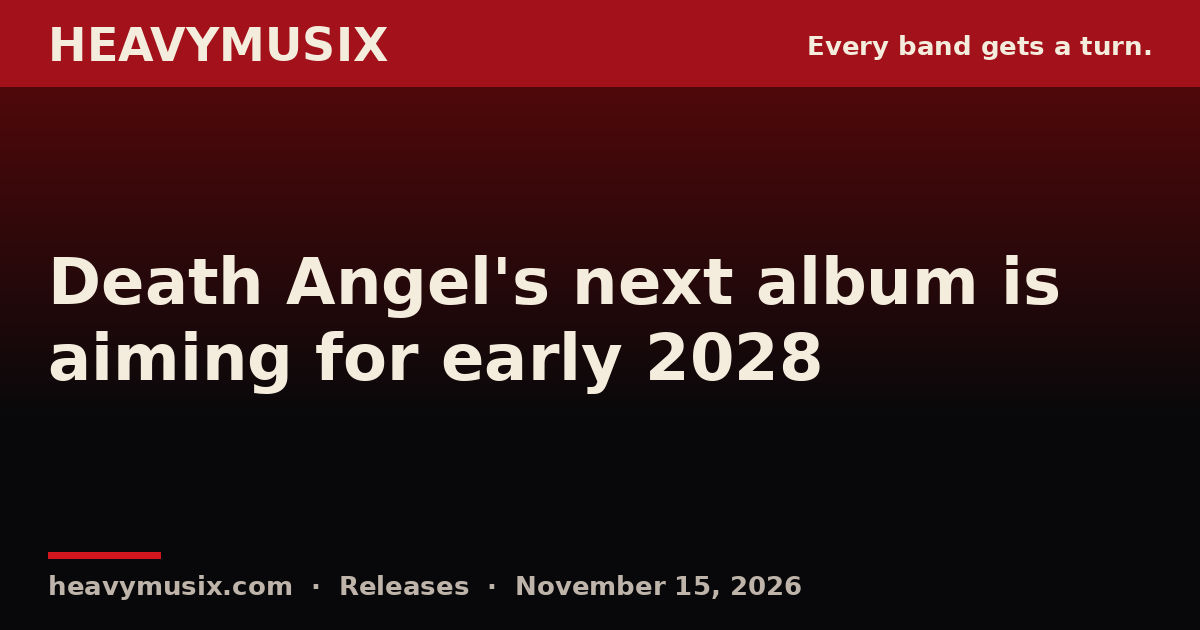 HEAVYMUSIX
Every band gets a turn.
Death Angel's next album is
aiming for early 2028
heavymusix.com · Releases · November 15, 2026